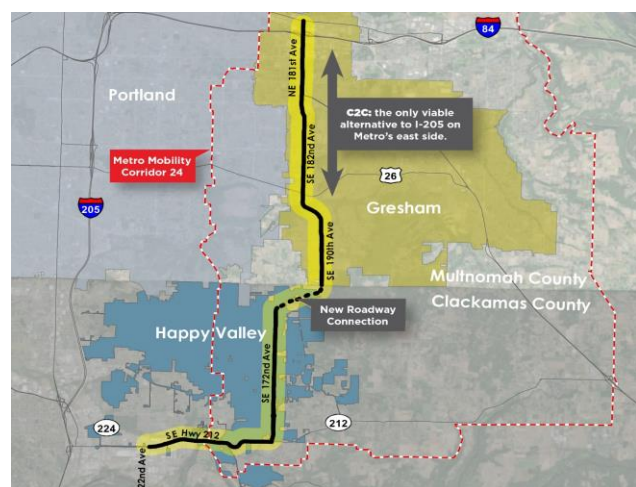 84
NE 181st Ave
Portland
C2C: the only viable
alternative to I-205 on
Metro's east side.
Metro Mobility
Corridor 24
SE 182nd Ave
26
205
Gresham
SE 190th Ave
Multnomah County
Clackamas County
New Roadway
Connection
Happy Valley
SE 172nd Ave
224
SE Hwy 212
212
22nd Ave